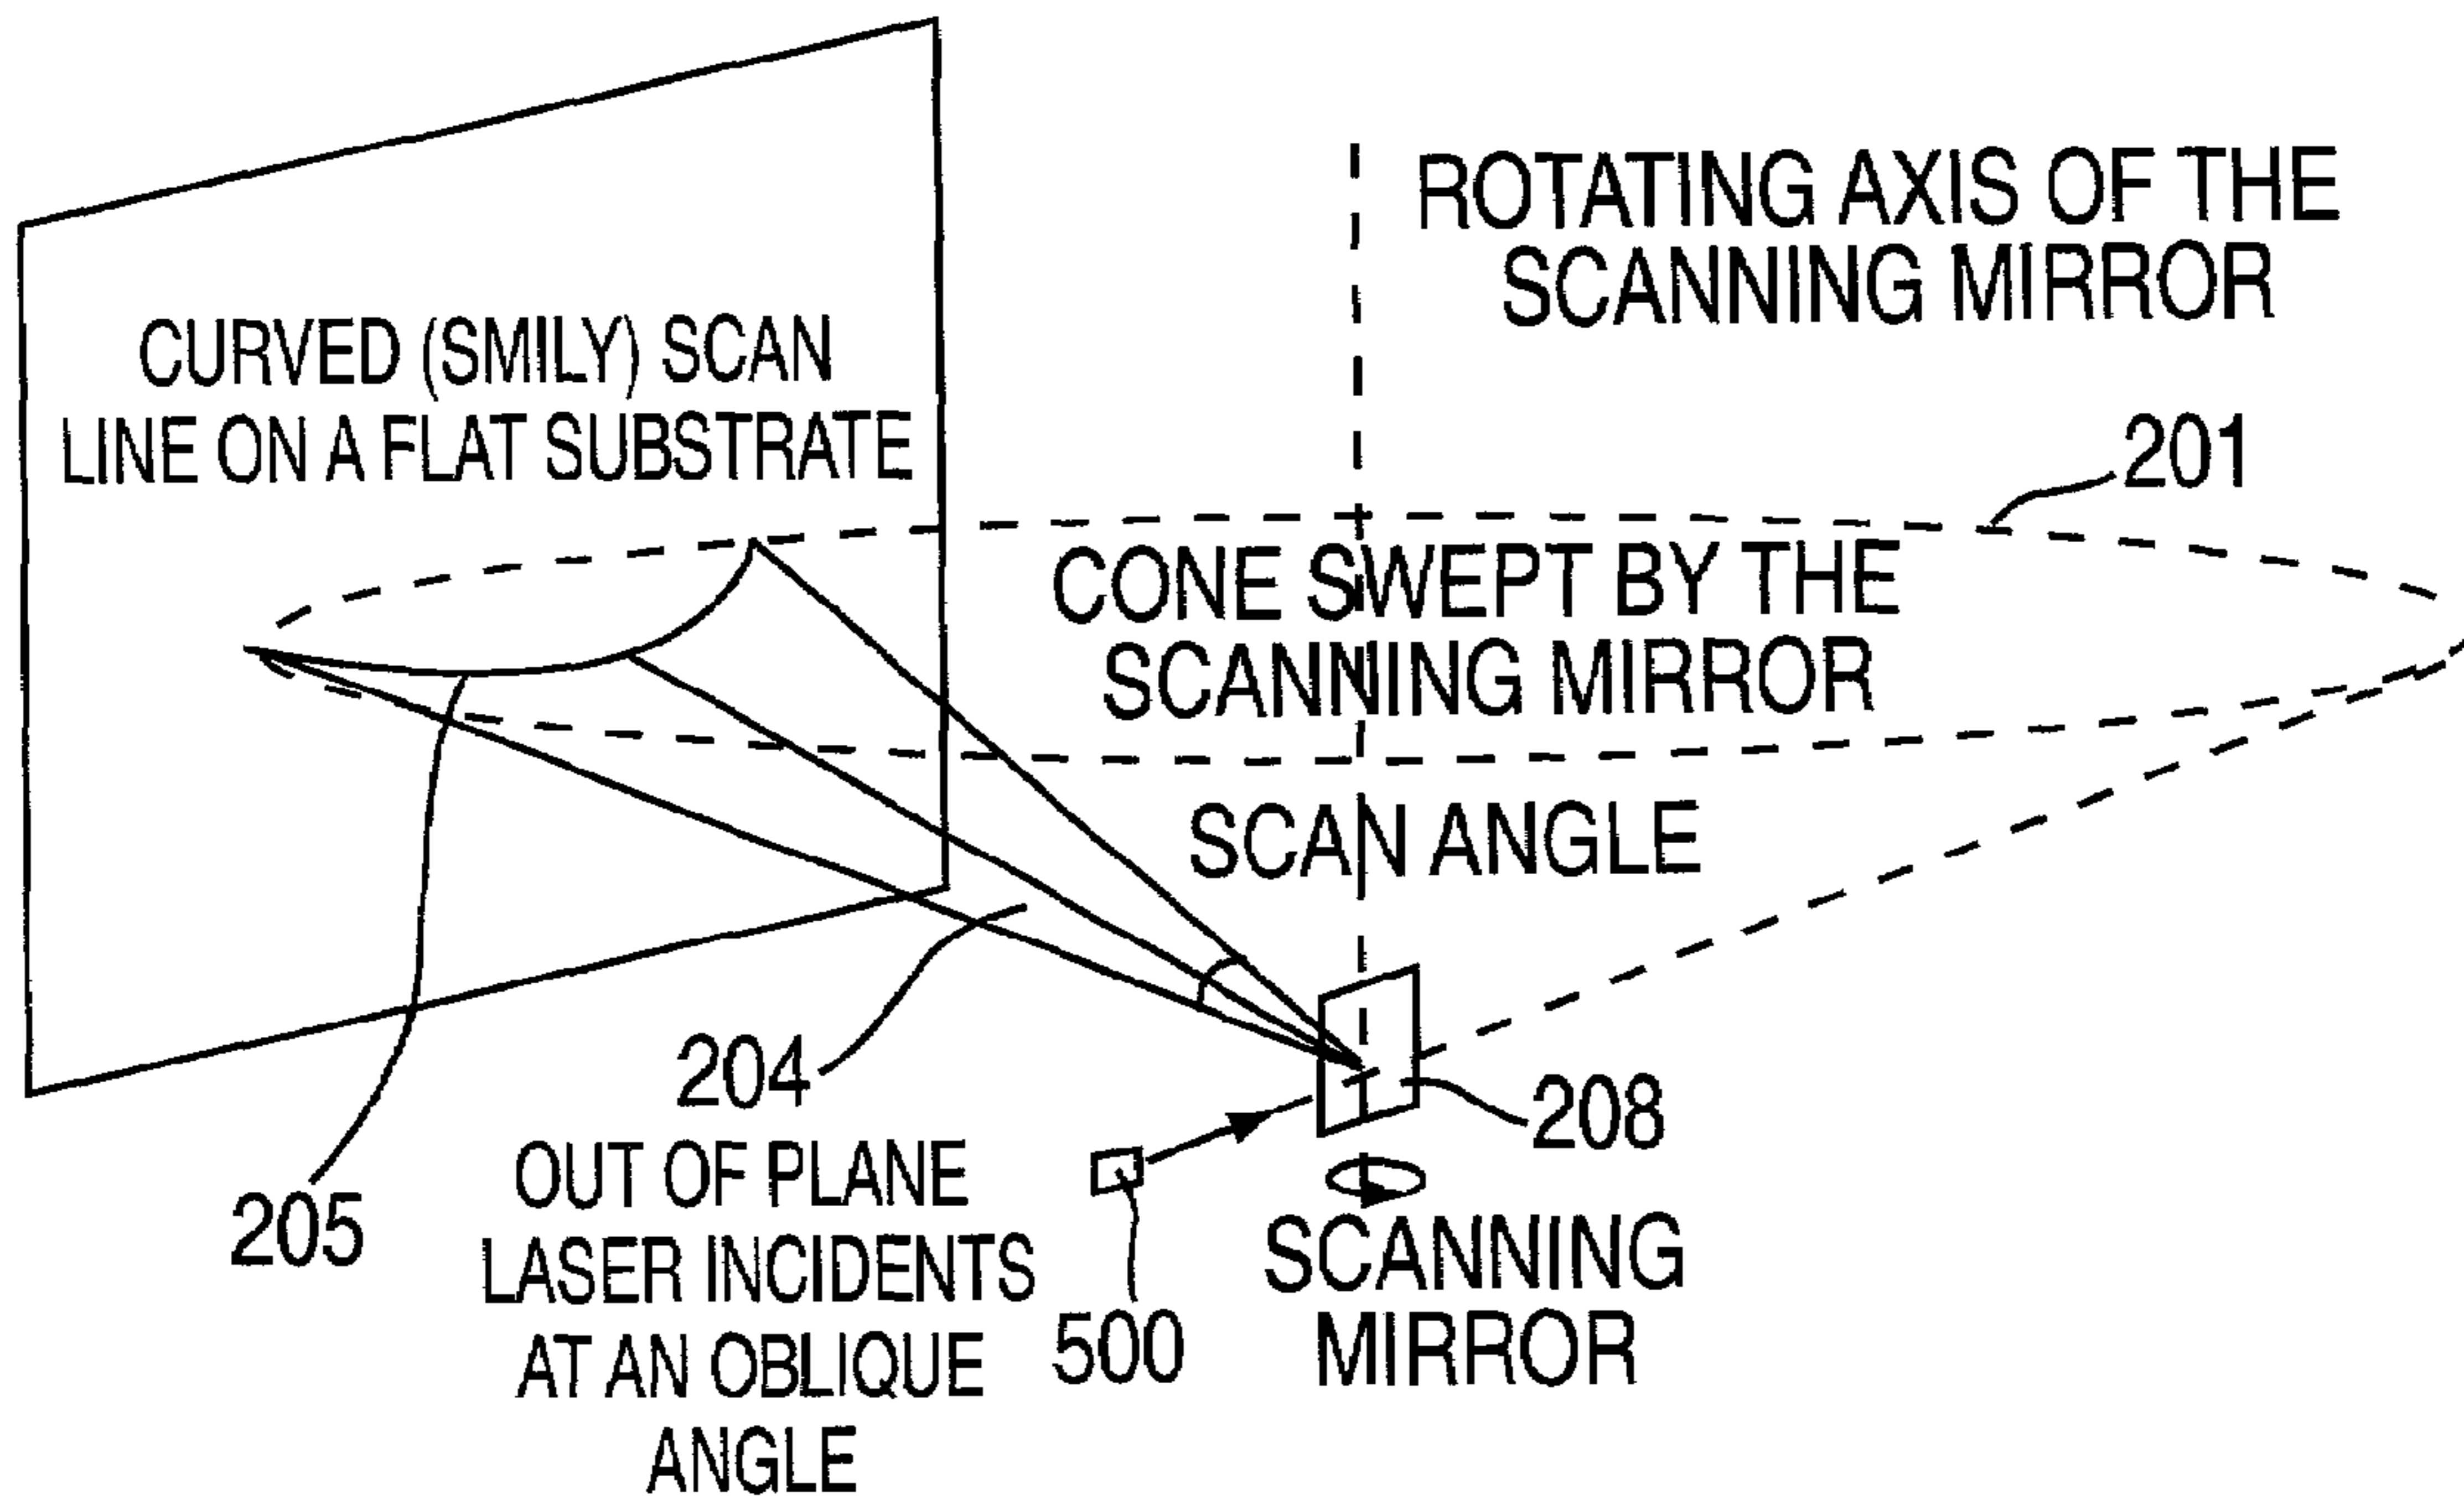 ROTATING AXIS OF THE
SCANNING MIRROR
CURVED (SMILY) SCAN
LINE ON A FLAT SUBSTRATE
201
CONE SWEPT BY THE
SCANNING MIRROR
SCAN ANGLE
204
OUT OF PLANE
LASER INCIDENTS
AT AN OBLIQUE
ANGLE
205
500
208
SCANNING
MIRROR